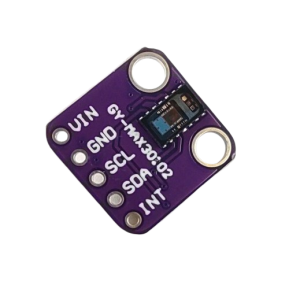 GY-MAX30102
VIN
GND
SCL
SDA
INT